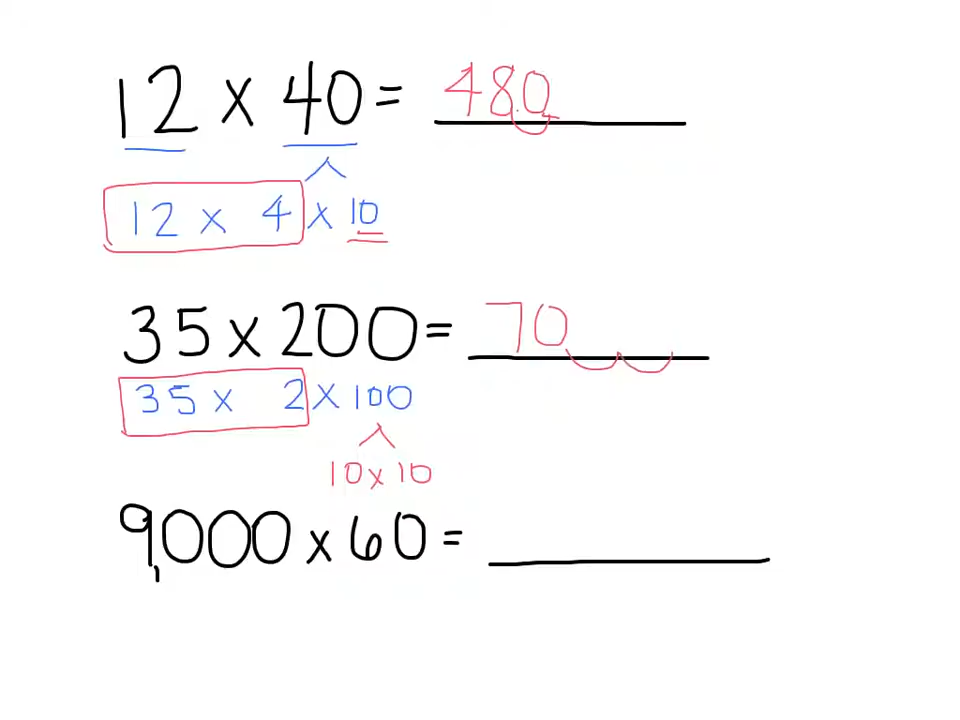 12 x 40 = 480
12 x 4 x 10
35 x 200 = 70
35 x 2 x 100
10 x 10
9,000 x 60 =